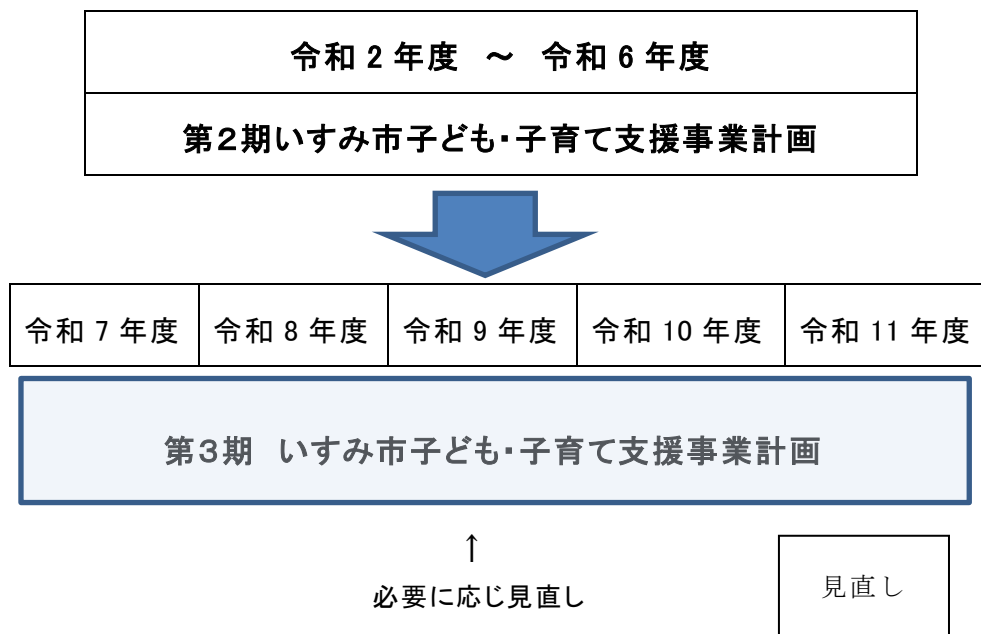 令和2年度 ～ 令和6年度
第２期いすみ市子ども・子育て支援事業計画
令和7年度 令和8年度 令和9年度 令和10年度 令和11年度
第３期　いすみ市子ども・子育て支援事業計画
↑
必要に応じ見直し
見直し